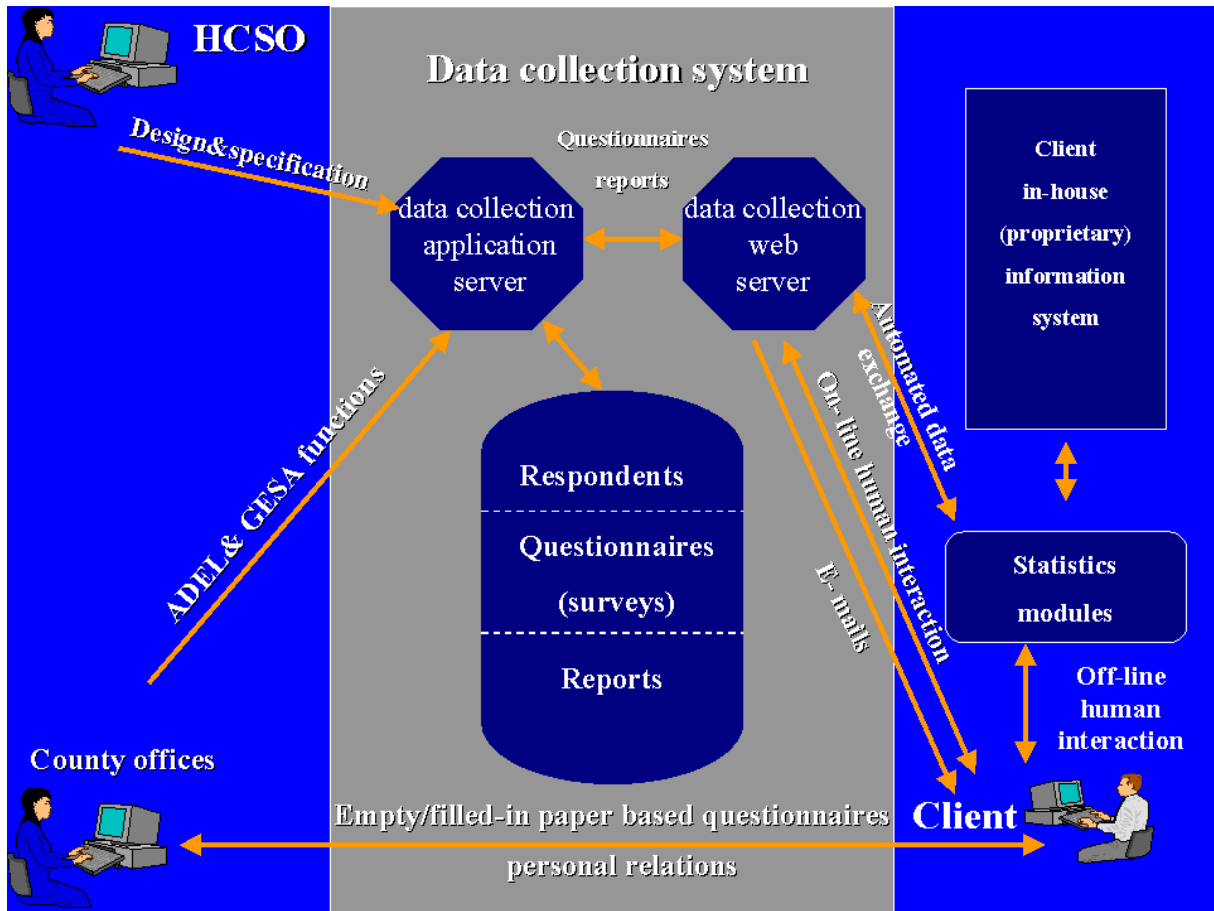 HCSO
Data collection system
Design&specification
Questionnaires
reports
data collection
application
server
data collection
web
server
Client
in-house
(proprietary)
information
system
ADEL& GESA functions
Respondents
Questionnaires
(surveys)
Reports
Automated data
exchange
On- line human interaction
E- mails
Statistics
modules
Off-line
human
interaction
County offices
Empty/filled-in paper based questionnaires
personal relations
Client